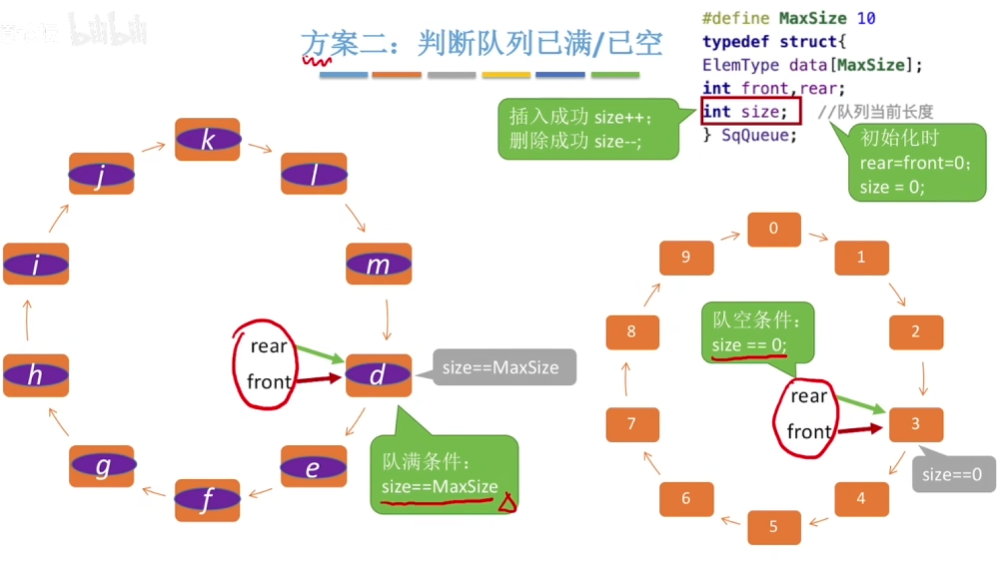 bilibili
方案二：判断队列已满/已空
#define MaxSize 10
typedef struct{
ElemType data[MaxSize];
int front,rear;
int size; //队列当前长度
} SqQueue;
插入成功 size++;
删除成功 size--;
初始化时
rear=front=0;
size = 0;
k
j
l
i
m
h
d
g
e
f
rear
front
size==MaxSize
队满条件：
size==MaxSize
0
9
1
8
2
7
3
6
4
5
队空条件：
size == 0;
rear
front
size==0